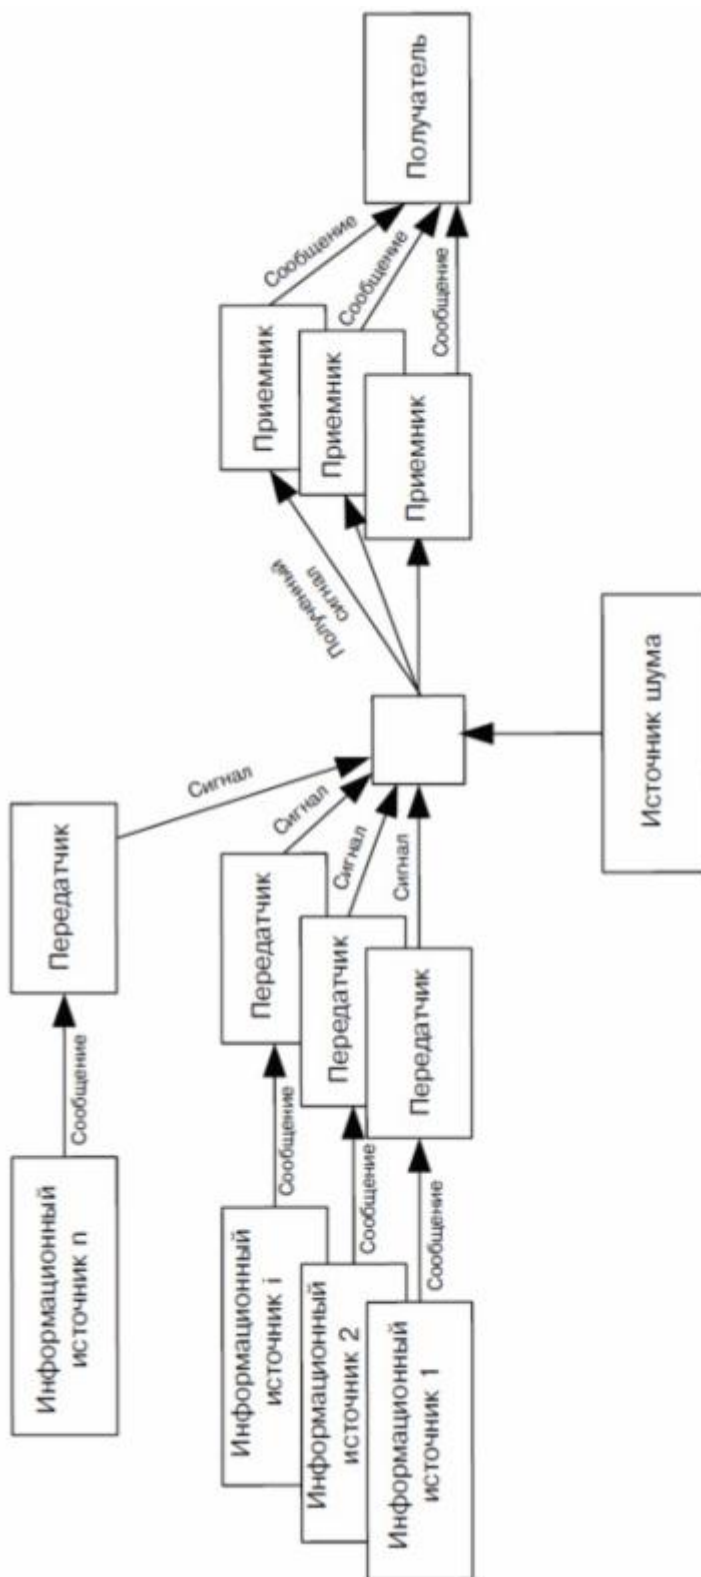 Информационный
источник n
Сообщение
Передатчик
Сигнал
Информационный
источник i
Сообщение
Передатчик
Сигнал
Информационный
источник 2
Сообщение
Передатчик
Сигнал
Информационный
источник 1
Сообщение
Передатчик
Сигнал
Полученный
сигнал
Приемник
Сообщение
Приемник
Сообщение
Приемник
Сообщение
Получатель
Источник шума